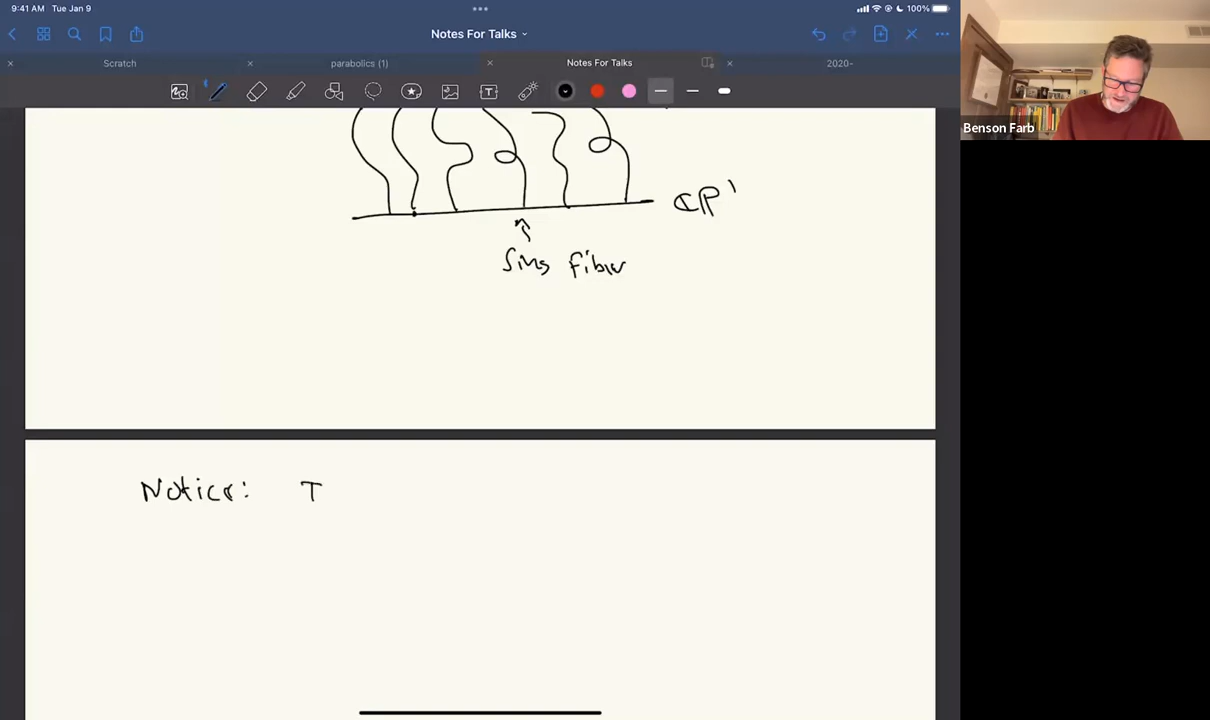 9:41 AM Tue Jan 9
100%
Notes For Talks
Scratch
parabolics (1)
Notes For Talks
2020-
Benson Farb
ℂP¹
Sing fiber
Notice: T